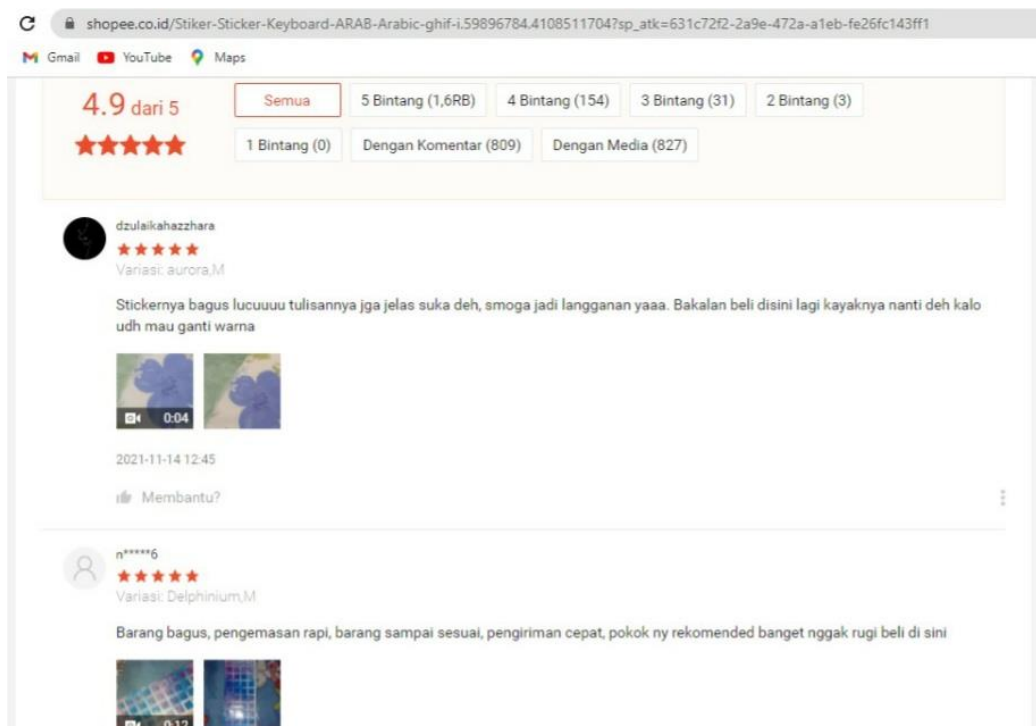 shopee.co.id/Stiker-Sticker-Keyboard-ARAB-Arabic-ghif-i.59896784.4108511704?sp_atk=631c72f2-2a9e-472a-a1eb-fe26fc143ff1
Gmail YouTube Maps
4.9 dari 5 Semua 5 Bintang (1,6RB) 4 Bintang (154) 3 Bintang (31) 2 Bintang (3)
1 Bintang (0) Dengan Komentar (809) Dengan Media (827)
dzulaikahazzhara
Variasi: aurora,M
Stickernya bagus lucuuuu tulisannya jga jelas suka deh, smoga jadi langganan yaaa. Bakalan beli disini lagi kayaknya nanti deh kalo
udh mau ganti warna
0:04
2021-11-14 12:45
Membantu?
n*****6
Variasi: Delphinium,M
Barang bagus, pengemasan rapi, barang sampai sesuai, pengiriman cepat, pokok ny rekomended banget nggak rugi beli di sini
0:12